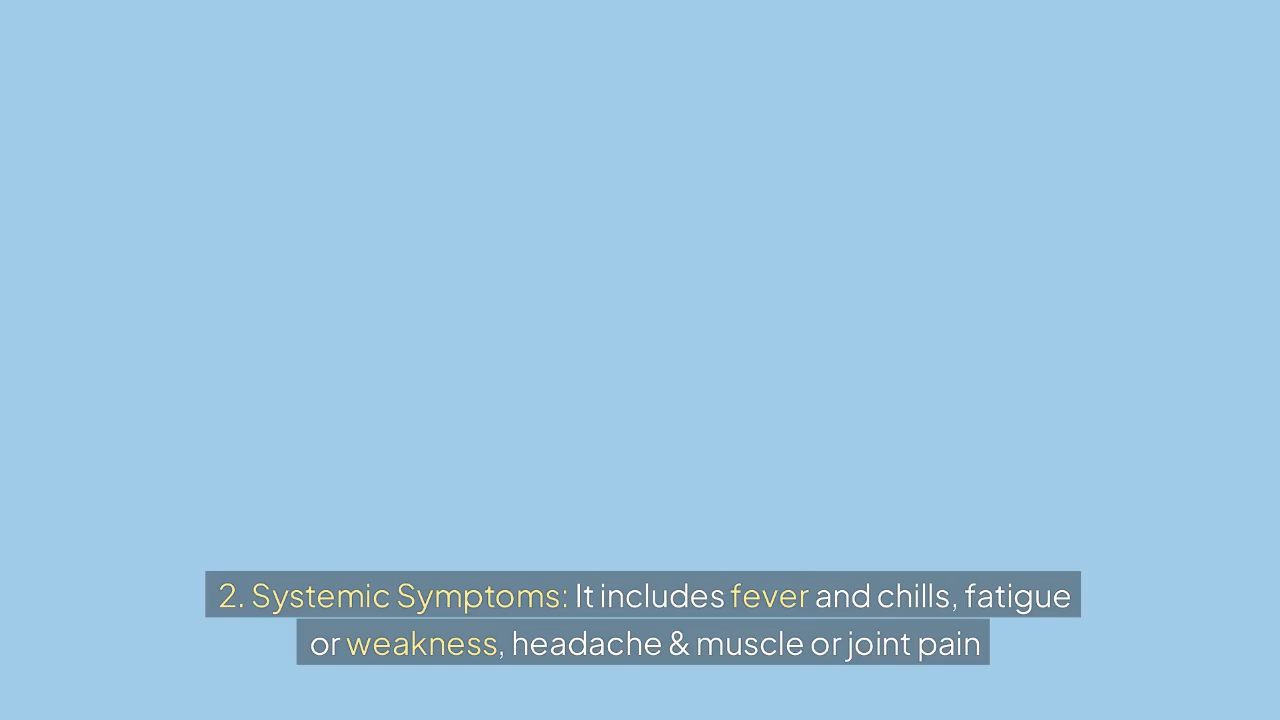 2. Systemic Symptoms: It includes fever and chills, fatigue
or weakness, headache & muscle or joint pain